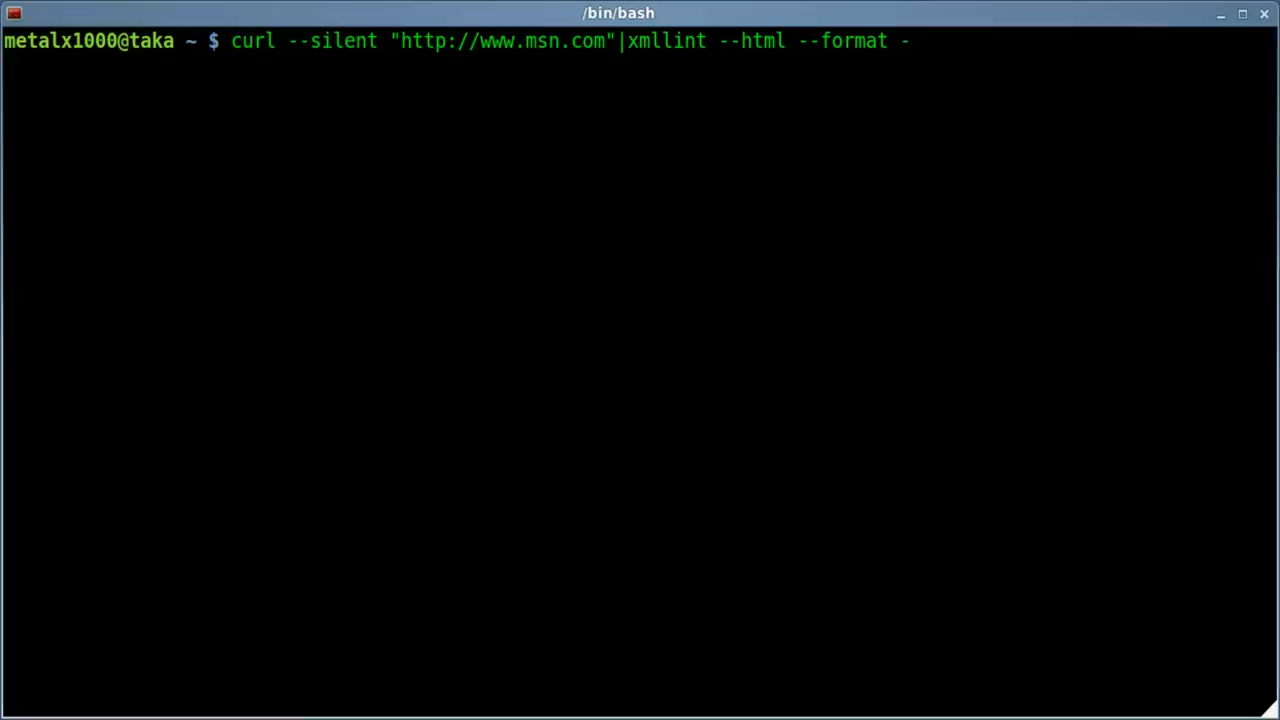 /bin/bash
metalx1000@taka ~ $ curl --silent "http://www.msn.com"|xmllint --html --format -